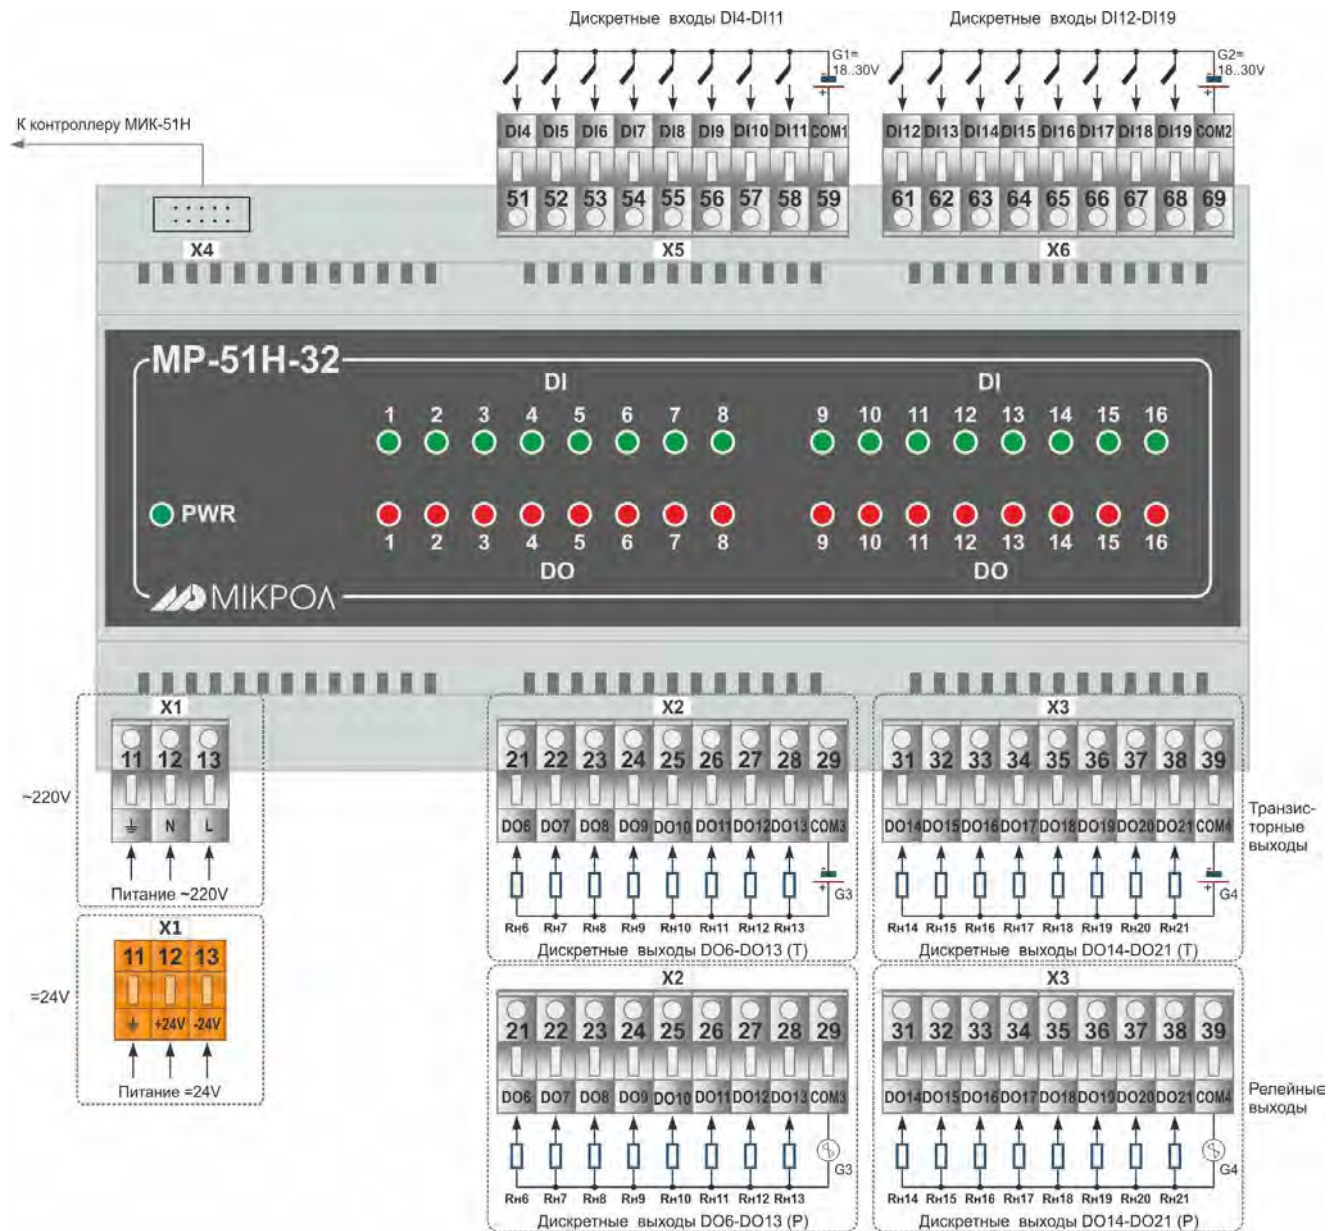 Дискретные входы DI4-DI11
Дискретные входы DI12-DI19
G1=
18..30V
G2=
18..30V
+
+
К контроллеру МИК-51Н
DI4 DI5 DI6 DI7 DI8 DI9 DI10 DI11 COM1
DI12 DI13 DI14 DI15 DI16 DI17 DI18 DI19 COM2
51 52 53 54 55 56 57 58 59
61 62 63 64 65 66 67 68 69
X4
X5
X6
МР-51Н-32
DI
DI
1 2 3 4 5 6 7 8
9 10 11 12 13 14 15 16
PWR
1 2 3 4 5 6 7 8
9 10 11 12 13 14 15 16
DO
DO
МІКРОЛ
X1
X2
X3
11 12 13
21 22 23 24 25 26 27 28 29
31 32 33 34 35 36 37 38 39
~220V
N L
DO6 DO7 DO8 DO9 DO10 DO11 DO12 DO13 COM3
DO14 DO15 DO16 DO17 DO18 DO19 DO20 DO21 COM4
Транзис-
торные
выходы
Питание ~220V
+ G3
+ G4
Rн6 Rн7 Rн8 Rн9 Rн10 Rн11 Rн12 Rн13
Rн14 Rн15 Rн16 Rн17 Rн18 Rн19 Rн20 Rн21
Дискретные выходы DO6-DO13 (Т)
Дискретные выходы DO14-DO21 (Т)
X1
11 12 13
=24V
+24V -24V
Питание =24V
X2
X3
21 22 23 24 25 26 27 28 29
31 32 33 34 35 36 37 38 39
DO6 DO7 DO8 DO9 DO10 DO11 DO12 DO13 COM3
DO14 DO15 DO16 DO17 DO18 DO19 DO20 DO21 COM4
Релейные
выходы
G3
G4
Rн6 Rн7 Rн8 Rн9 Rн10 Rн11 Rн12 Rн13
Rн14 Rн15 Rн16 Rн17 Rн18 Rн19 Rн20 Rн21
Дискретные выходы DO6-DO13 (Р)
Дискретные выходы DO14-DO21 (Р)